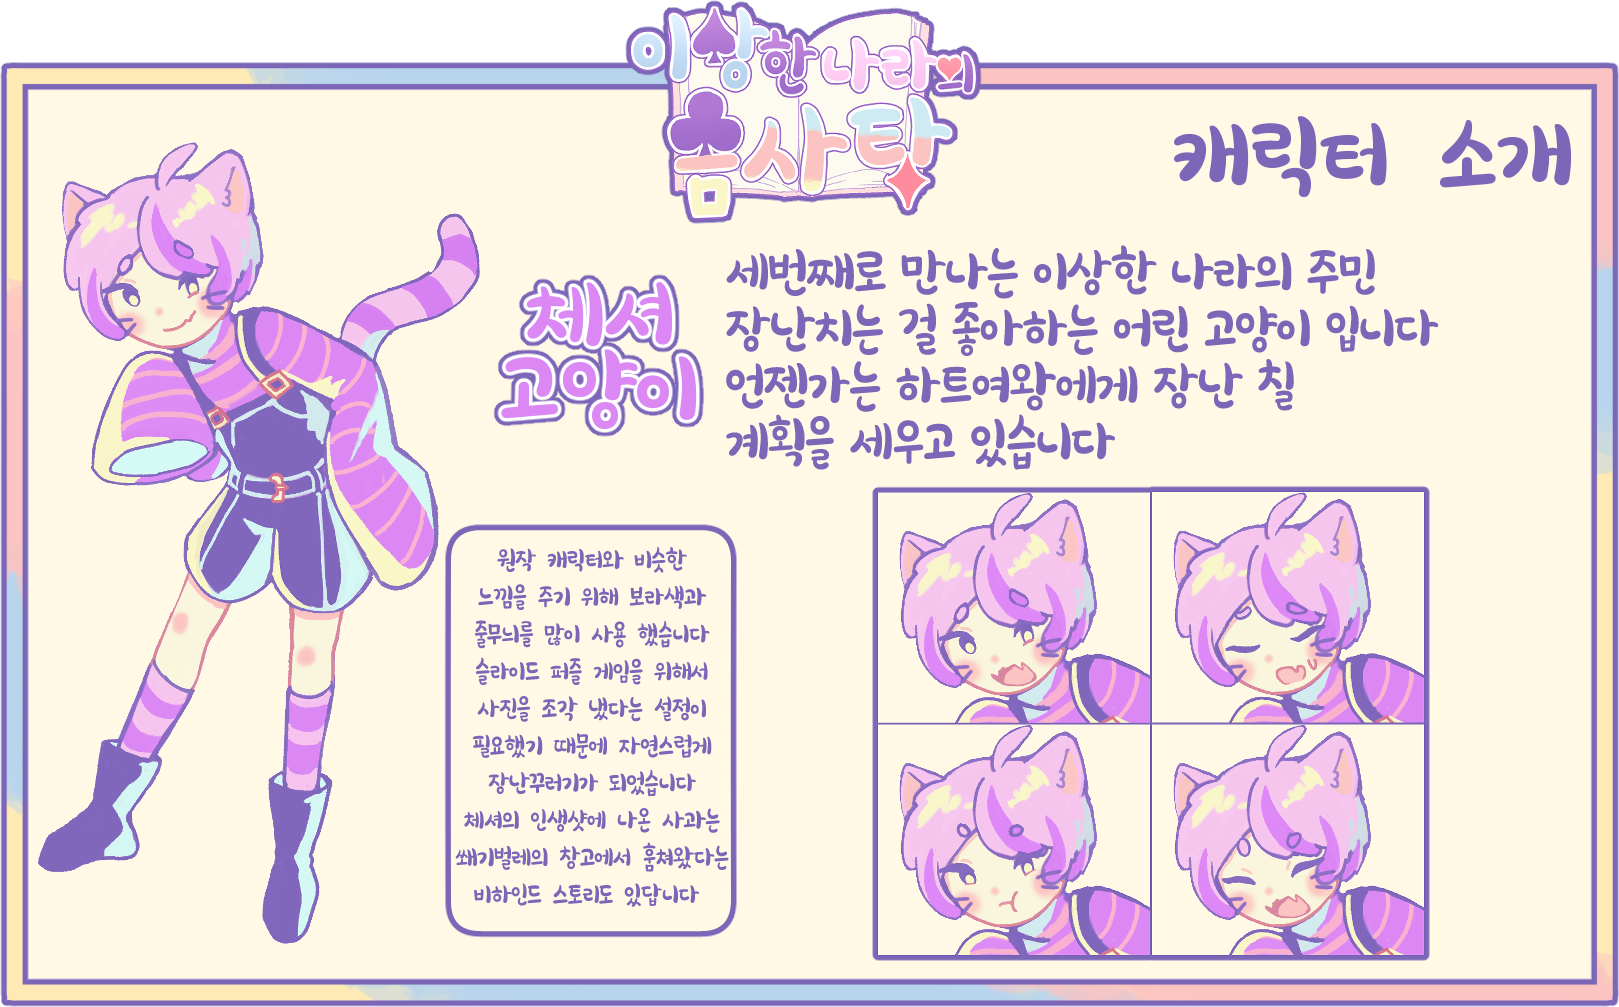 이상한 나라의
흠사탕
캐릭터 소개
체셔
고양이
세번째로 만나는 이상한 나라의 주민
장난치는 걸 좋아하는 어린 고양이 입니다
언젠가는 하트여왕에게 장난 칠
계획을 세우고 있습니다
원작 캐릭터와 비슷한
느낌을 주기 위해 보라색과
줄무늬를 많이 사용 했습니다
슬라이드 퍼즐 게임을 위해서
사진을 조각 냈다는 설정이
필요했기 때문에 자연스럽게
장난꾸러기가 되었습니다
체셔의 인생샷에 나온 사과는
쐐기벌레의 창고에서 훔쳐왔다는
비하인드 스토리도 있답니다